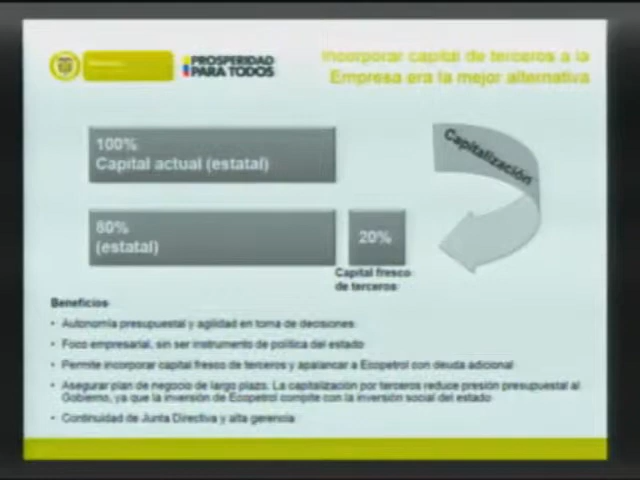 PROSPERIDAD
PARA TODOS
Incorporar capital de terceros a la
Empresa era la mejor alternativa
100%
Capital actual (estatal)
Capitalización
80%
(estatal)
20%
Capital fresco
de terceros
Beneficios
• Autonomía presupuestal y agilidad en toma de decisiones
• Foco empresarial, sin ser instrumento de política del estado
• Permite incorporar capital fresco de terceros y apalancar a Ecopetrol con deuda adicional
• Asegurar plan de negocio de largo plazo. La capitalización por terceros reduce presión presupuestal al
Gobierno, ya que la inversión de Ecopetrol compite con la inversión social del estado
• Continuidad de Junta Directiva y alta gerencia